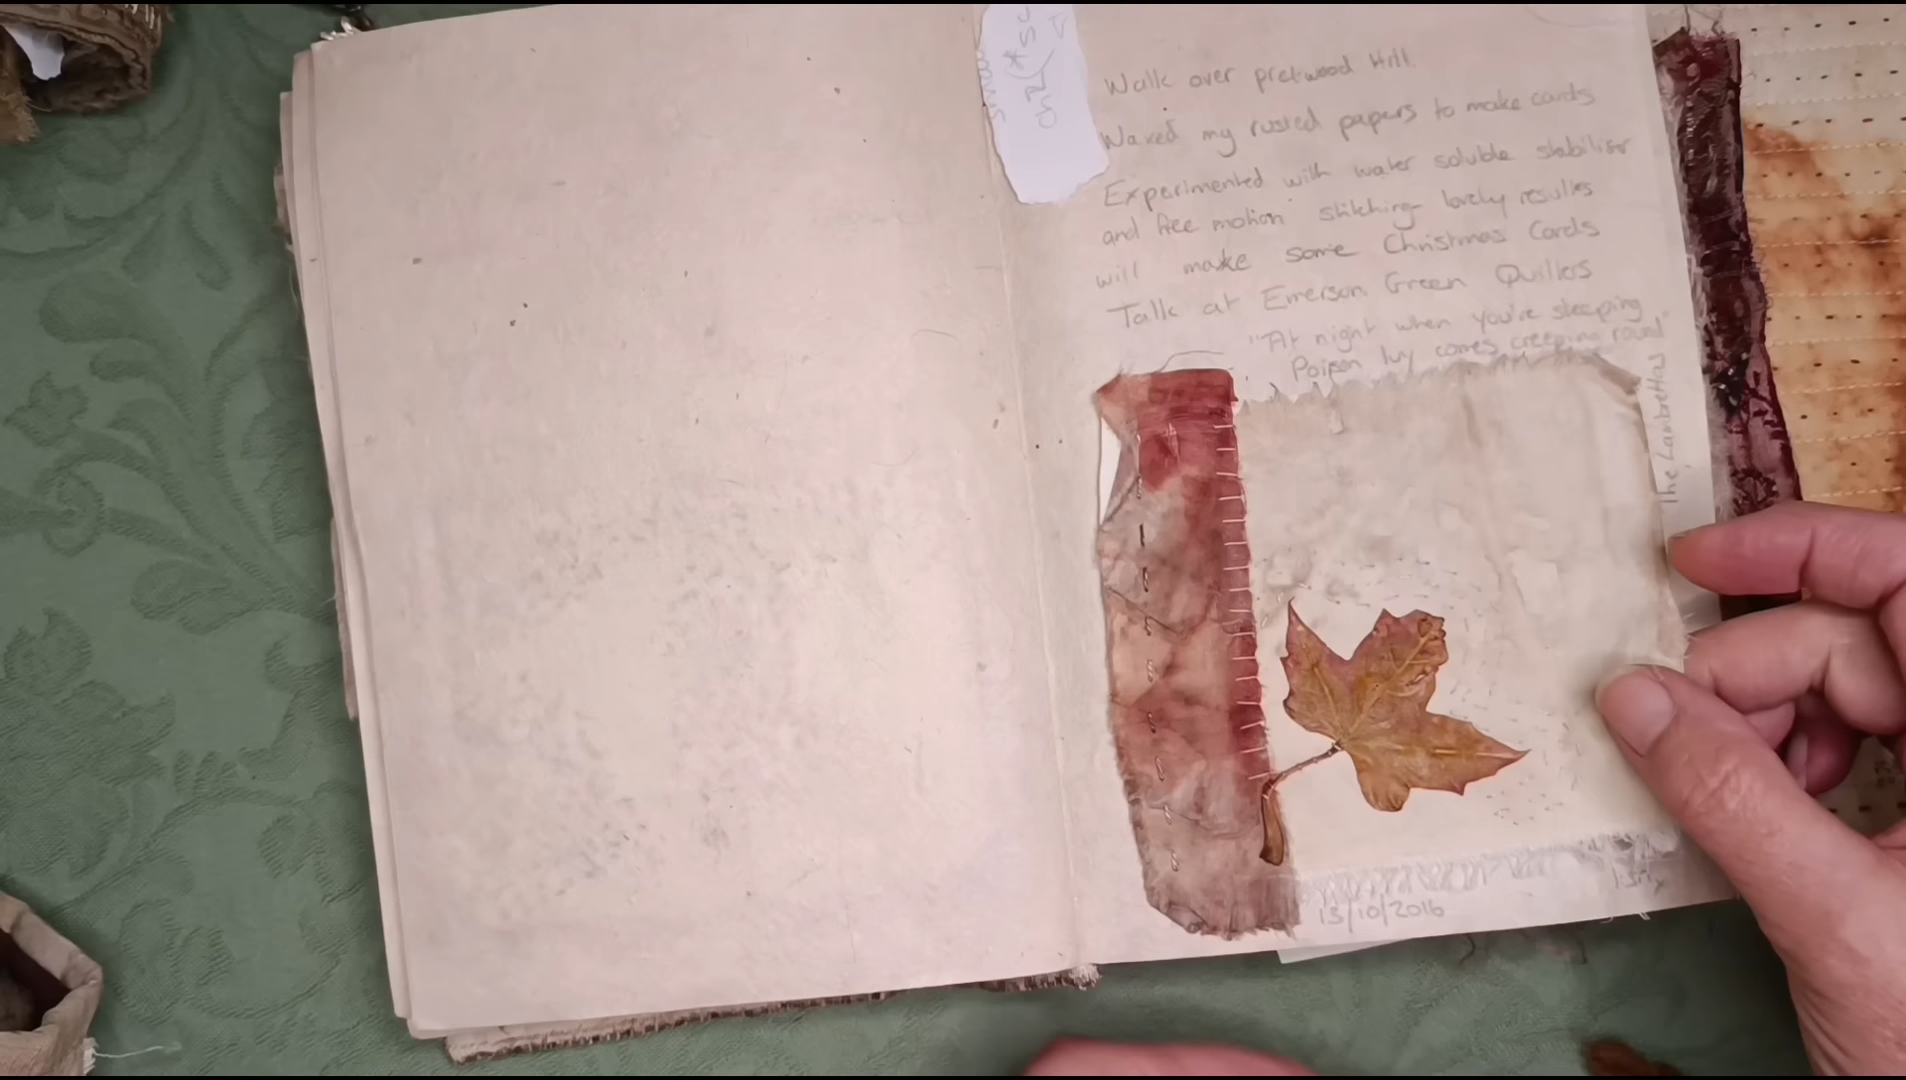 Walk over pretwood Hill.
Waxed my rusted papers to make cards
Experimented with water soluble stabiliser
and free motion stitching lovely results
will make some Christmas Cards
Talk at Emerson Green Quilters
"At night when you're sleeping
Poison Ivy comes creeping round"
The Lambrettas
13/10/2016